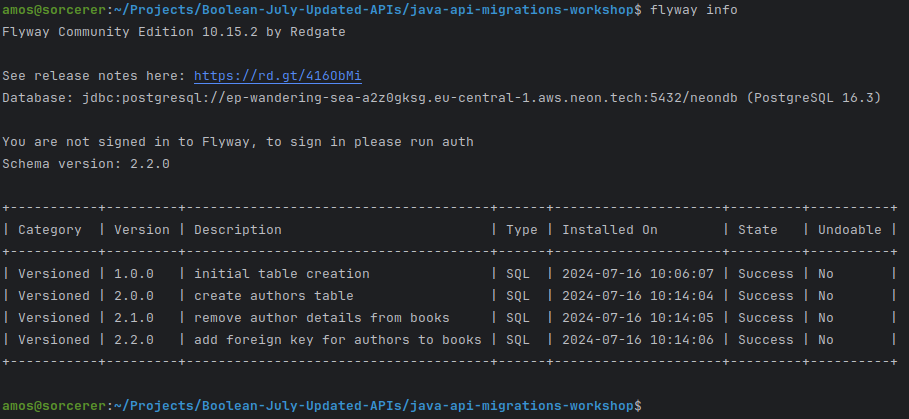 amos@sorcerer:~/Projects/Boolean-July-Updated-APIs/java-api-migrations-workshop$ flyway info
Flyway Community Edition 10.15.2 by Redgate
See release notes here: https://rd.gt/416ObMi
Database: jdbc:postgresql://ep-wandering-sea-a2z0gksg.eu-central-1.aws.neon.tech:5432/neondb (PostgreSQL 16.3)
You are not signed in to Flyway, to sign in please run auth
Schema version: 2.2.0
+-----------+---------+--------------------------------------+------+---------------------+---------+----------+
| Category  | Version | Description                          | Type | Installed On        | State   | Undoable |
+-----------+---------+--------------------------------------+------+---------------------+---------+----------+
| Versioned | 1.0.0   | initial table creation               | SQL  | 2024-07-16 10:06:07 | Success | No       |
| Versioned | 2.0.0   | create authors table                 | SQL  | 2024-07-16 10:14:04 | Success | No       |
| Versioned | 2.1.0   | remove author details from books     | SQL  | 2024-07-16 10:14:05 | Success | No       |
| Versioned | 2.2.0   | add foreign key for authors to books | SQL  | 2024-07-16 10:14:06 | Success | No       |
+-----------+---------+--------------------------------------+------+---------------------+---------+----------+
amos@sorcerer:~/Projects/Boolean-July-Updated-APIs/java-api-migrations-workshop$